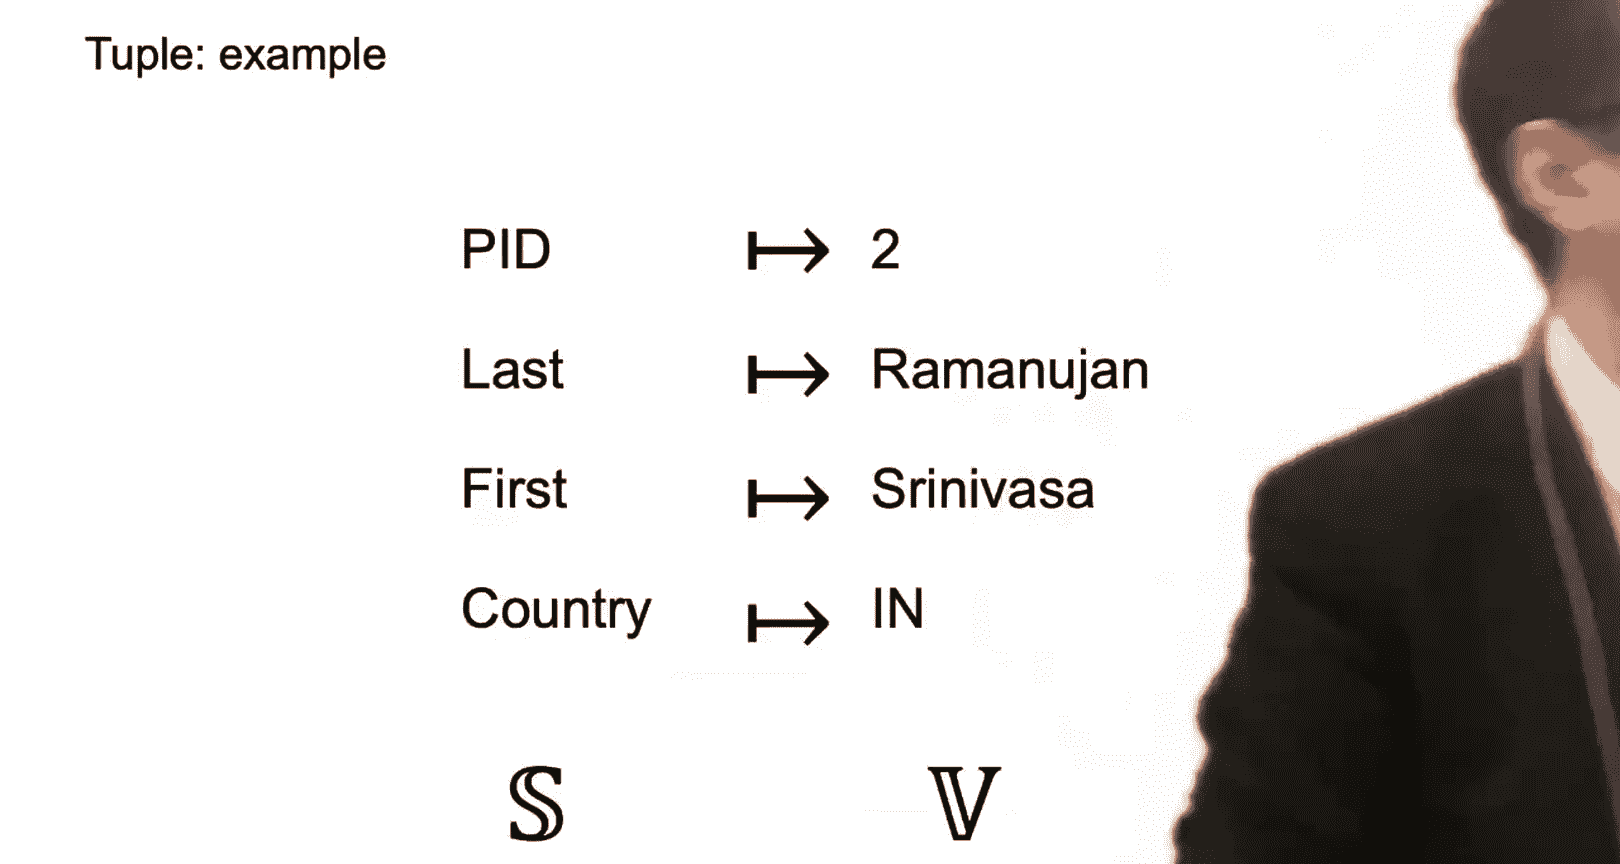 Tuple: example
PID ↦ 2
Last ↦ Ramanujan
First ↦ Srinivasa
Country ↦ IN
𝕊 𝕍